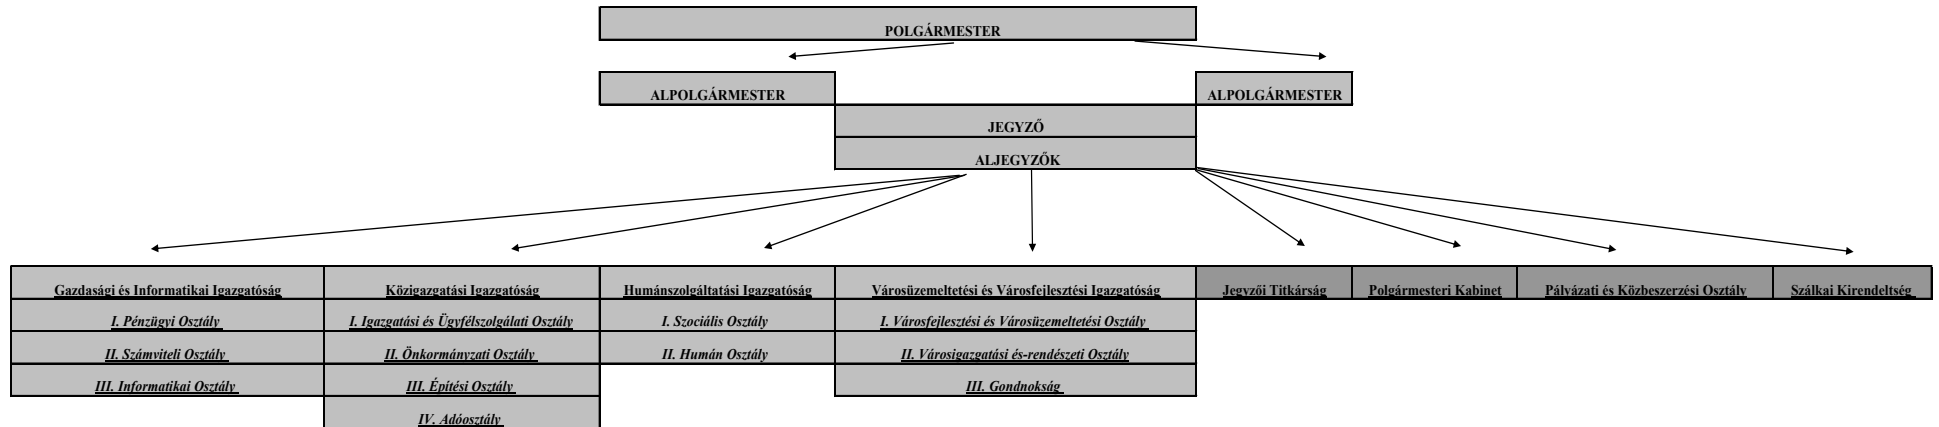 POLGÁRMESTER
ALPOLGÁRMESTER
ALPOLGÁRMESTER
JEGYZŐ
ALJEGYZŐK
Gazdasági és Informatikai Igazgatóság
Közigazgatási Igazgatóság
Humánszolgáltatási Igazgatóság
Városüzemeltetési és Városfejlesztési Igazgatóság
Jegyzői Titkárság
Polgármesteri Kabinet
Pályázati és Közbeszerzési Osztály
Szálkai Kirendeltség
I. Pénzügyi Osztály
I. Igazgatási és Ügyfélszolgálati Osztály
I. Szociális Osztály
I. Városfejlesztési és Városüzemeltetési Osztály
II. Számviteli Osztály
II. Önkormányzati Osztály
II. Humán Osztály
II. Városigazgatási és-rendészeti Osztály
III. Informatikai Osztály
III. Építési Osztály
III. Gondnokság
IV. Adóosztály